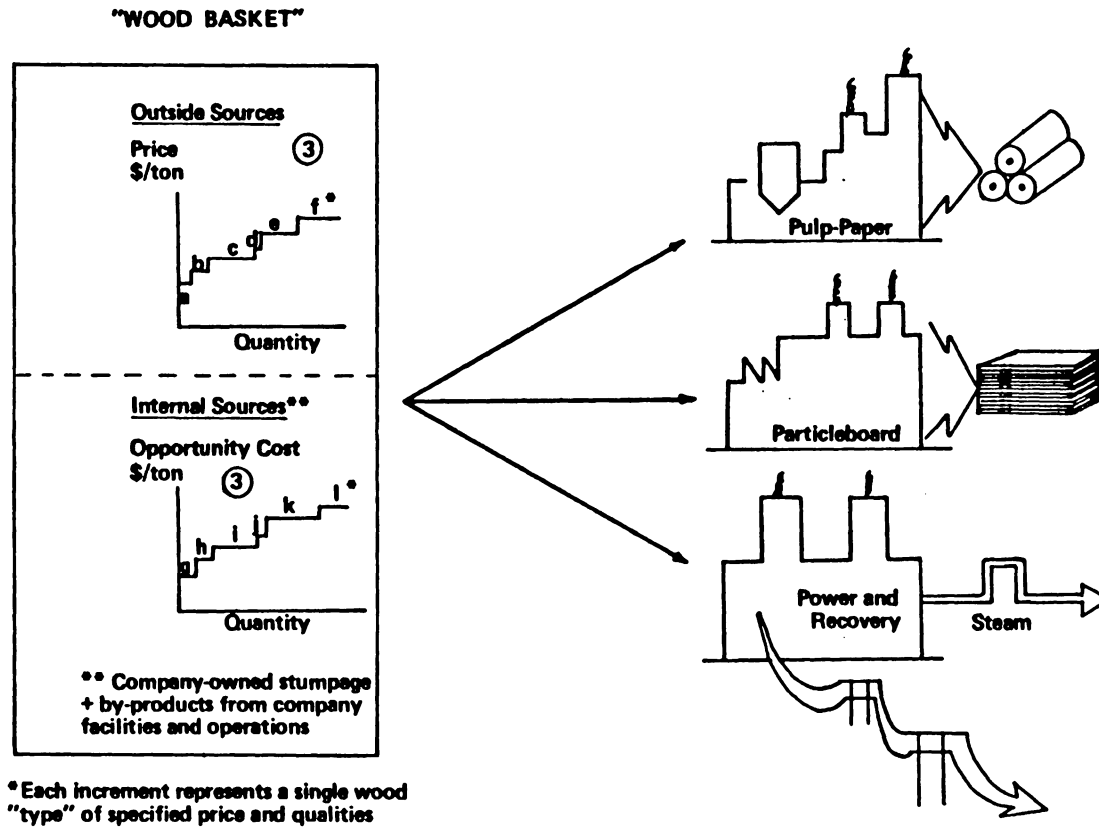 "WOOD BASKET"
Outside Sources
Price
$/ton
3
a
b
c
d
e
f*
Quantity
Internal Sources**
Opportunity Cost
$/ton
3
g
h
i
j
k
l*
Quantity
** Company-owned stumpage
+ by-products from company
facilities and operations
*Each increment represents a single wood
"type" of specified price and qualities
Pulp-Paper
Particleboard
Power and
Recovery
Steam